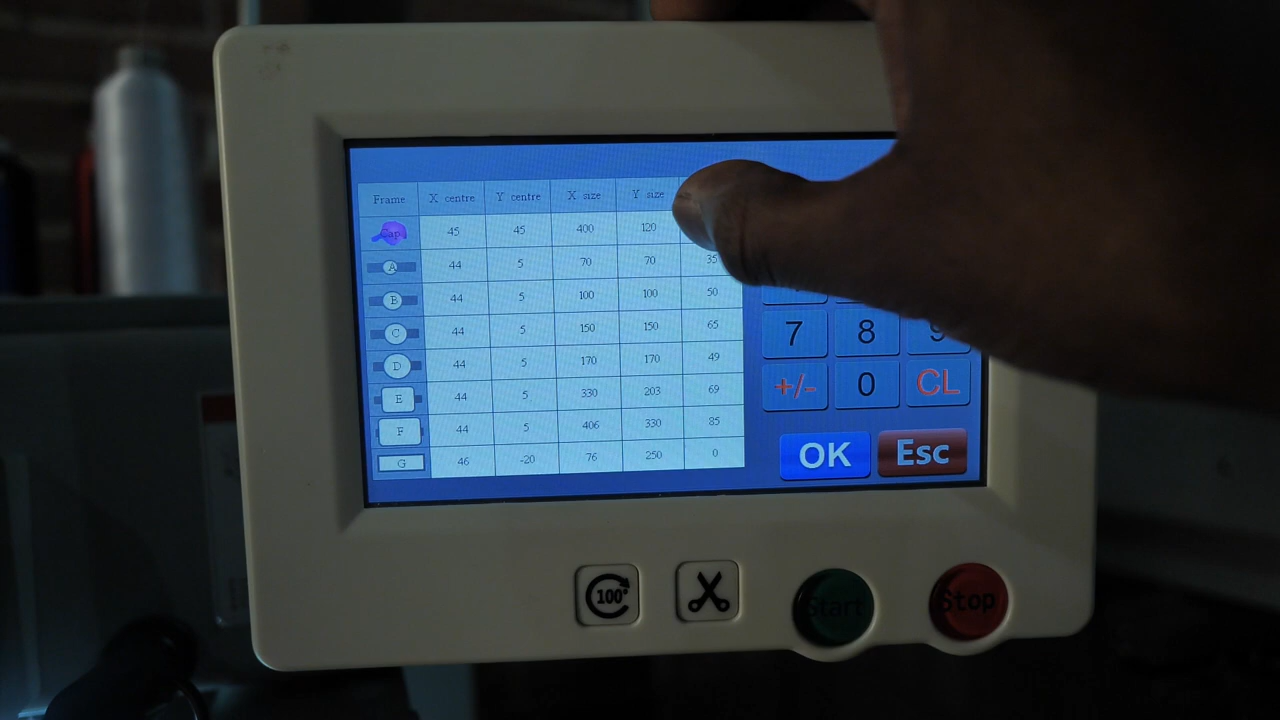 Frame X centre Y centre X size Y size
Cap 45 45 400 120
A 44 5 70 70 35
B 44 5 100 100 50
C 44 5 150 150 65
D 44 5 170 170 49
E 44 5 330 203 69
F 44 5 406 330 85
G 46 -20 76 250 0
7 8 9
+/- 0 CL
OK Esc
100°
Start Stop